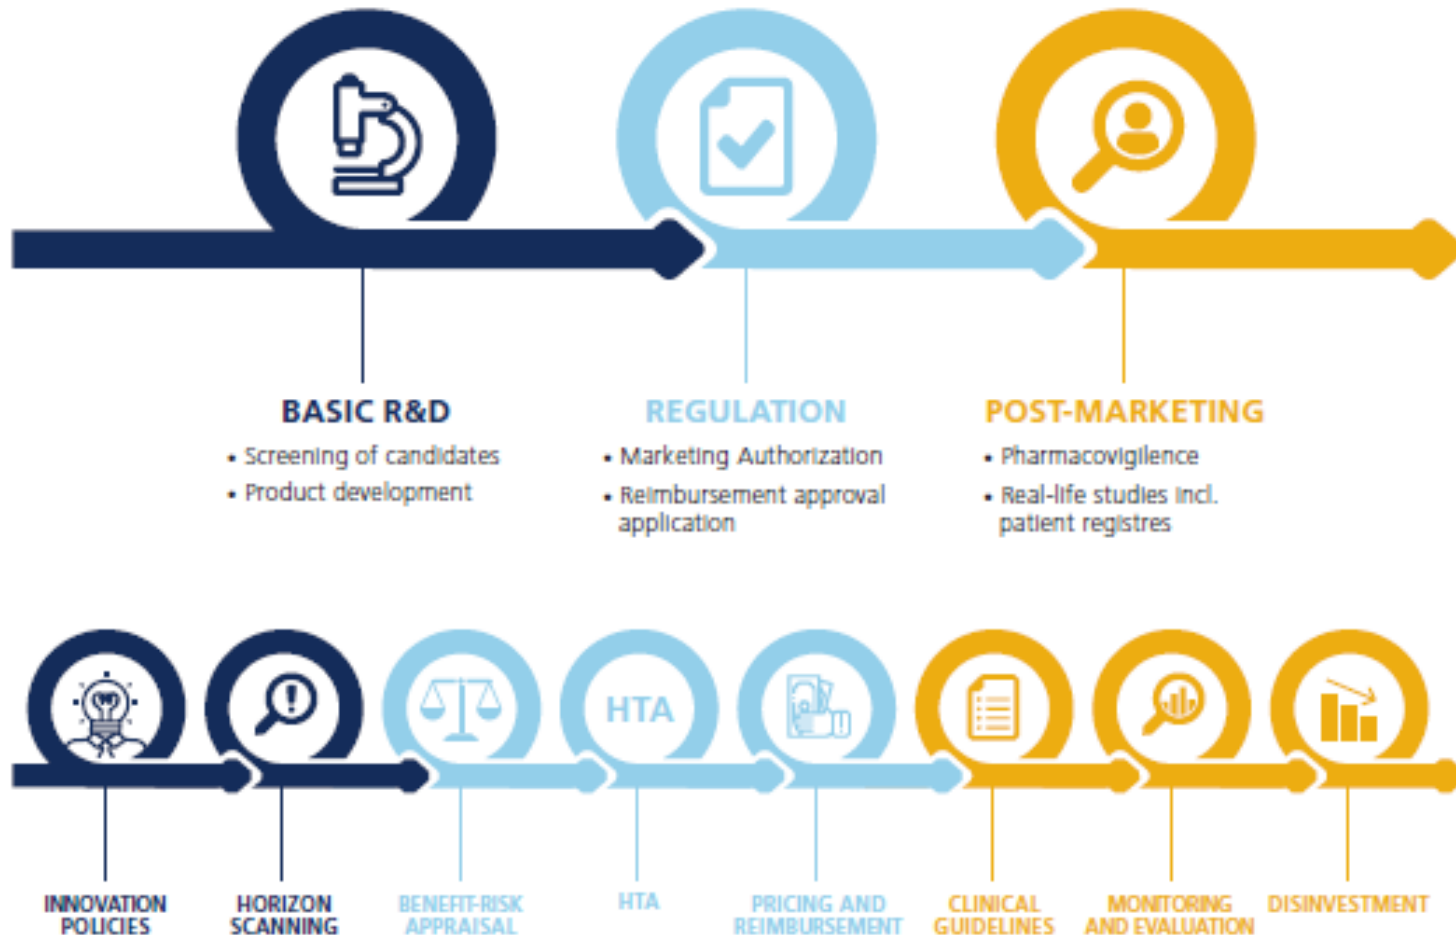 BASIC R&D
• Screening of candidates
• Product development
REGULATION
• Marketing Authorization
• Reimbursement approval
application
POST-MARKETING
• Pharmacovigilence
• Real-life studies incl.
patient registres
HTA
INNOVATION
POLICIES
HORIZON
SCANNING
BENEFIT-RISK
APPRAISAL
HTA
PRICING AND
REIMBURSEMENT
CLINICAL
GUIDELINES
MONITORING
AND EVALUATION
DISINVESTMENT